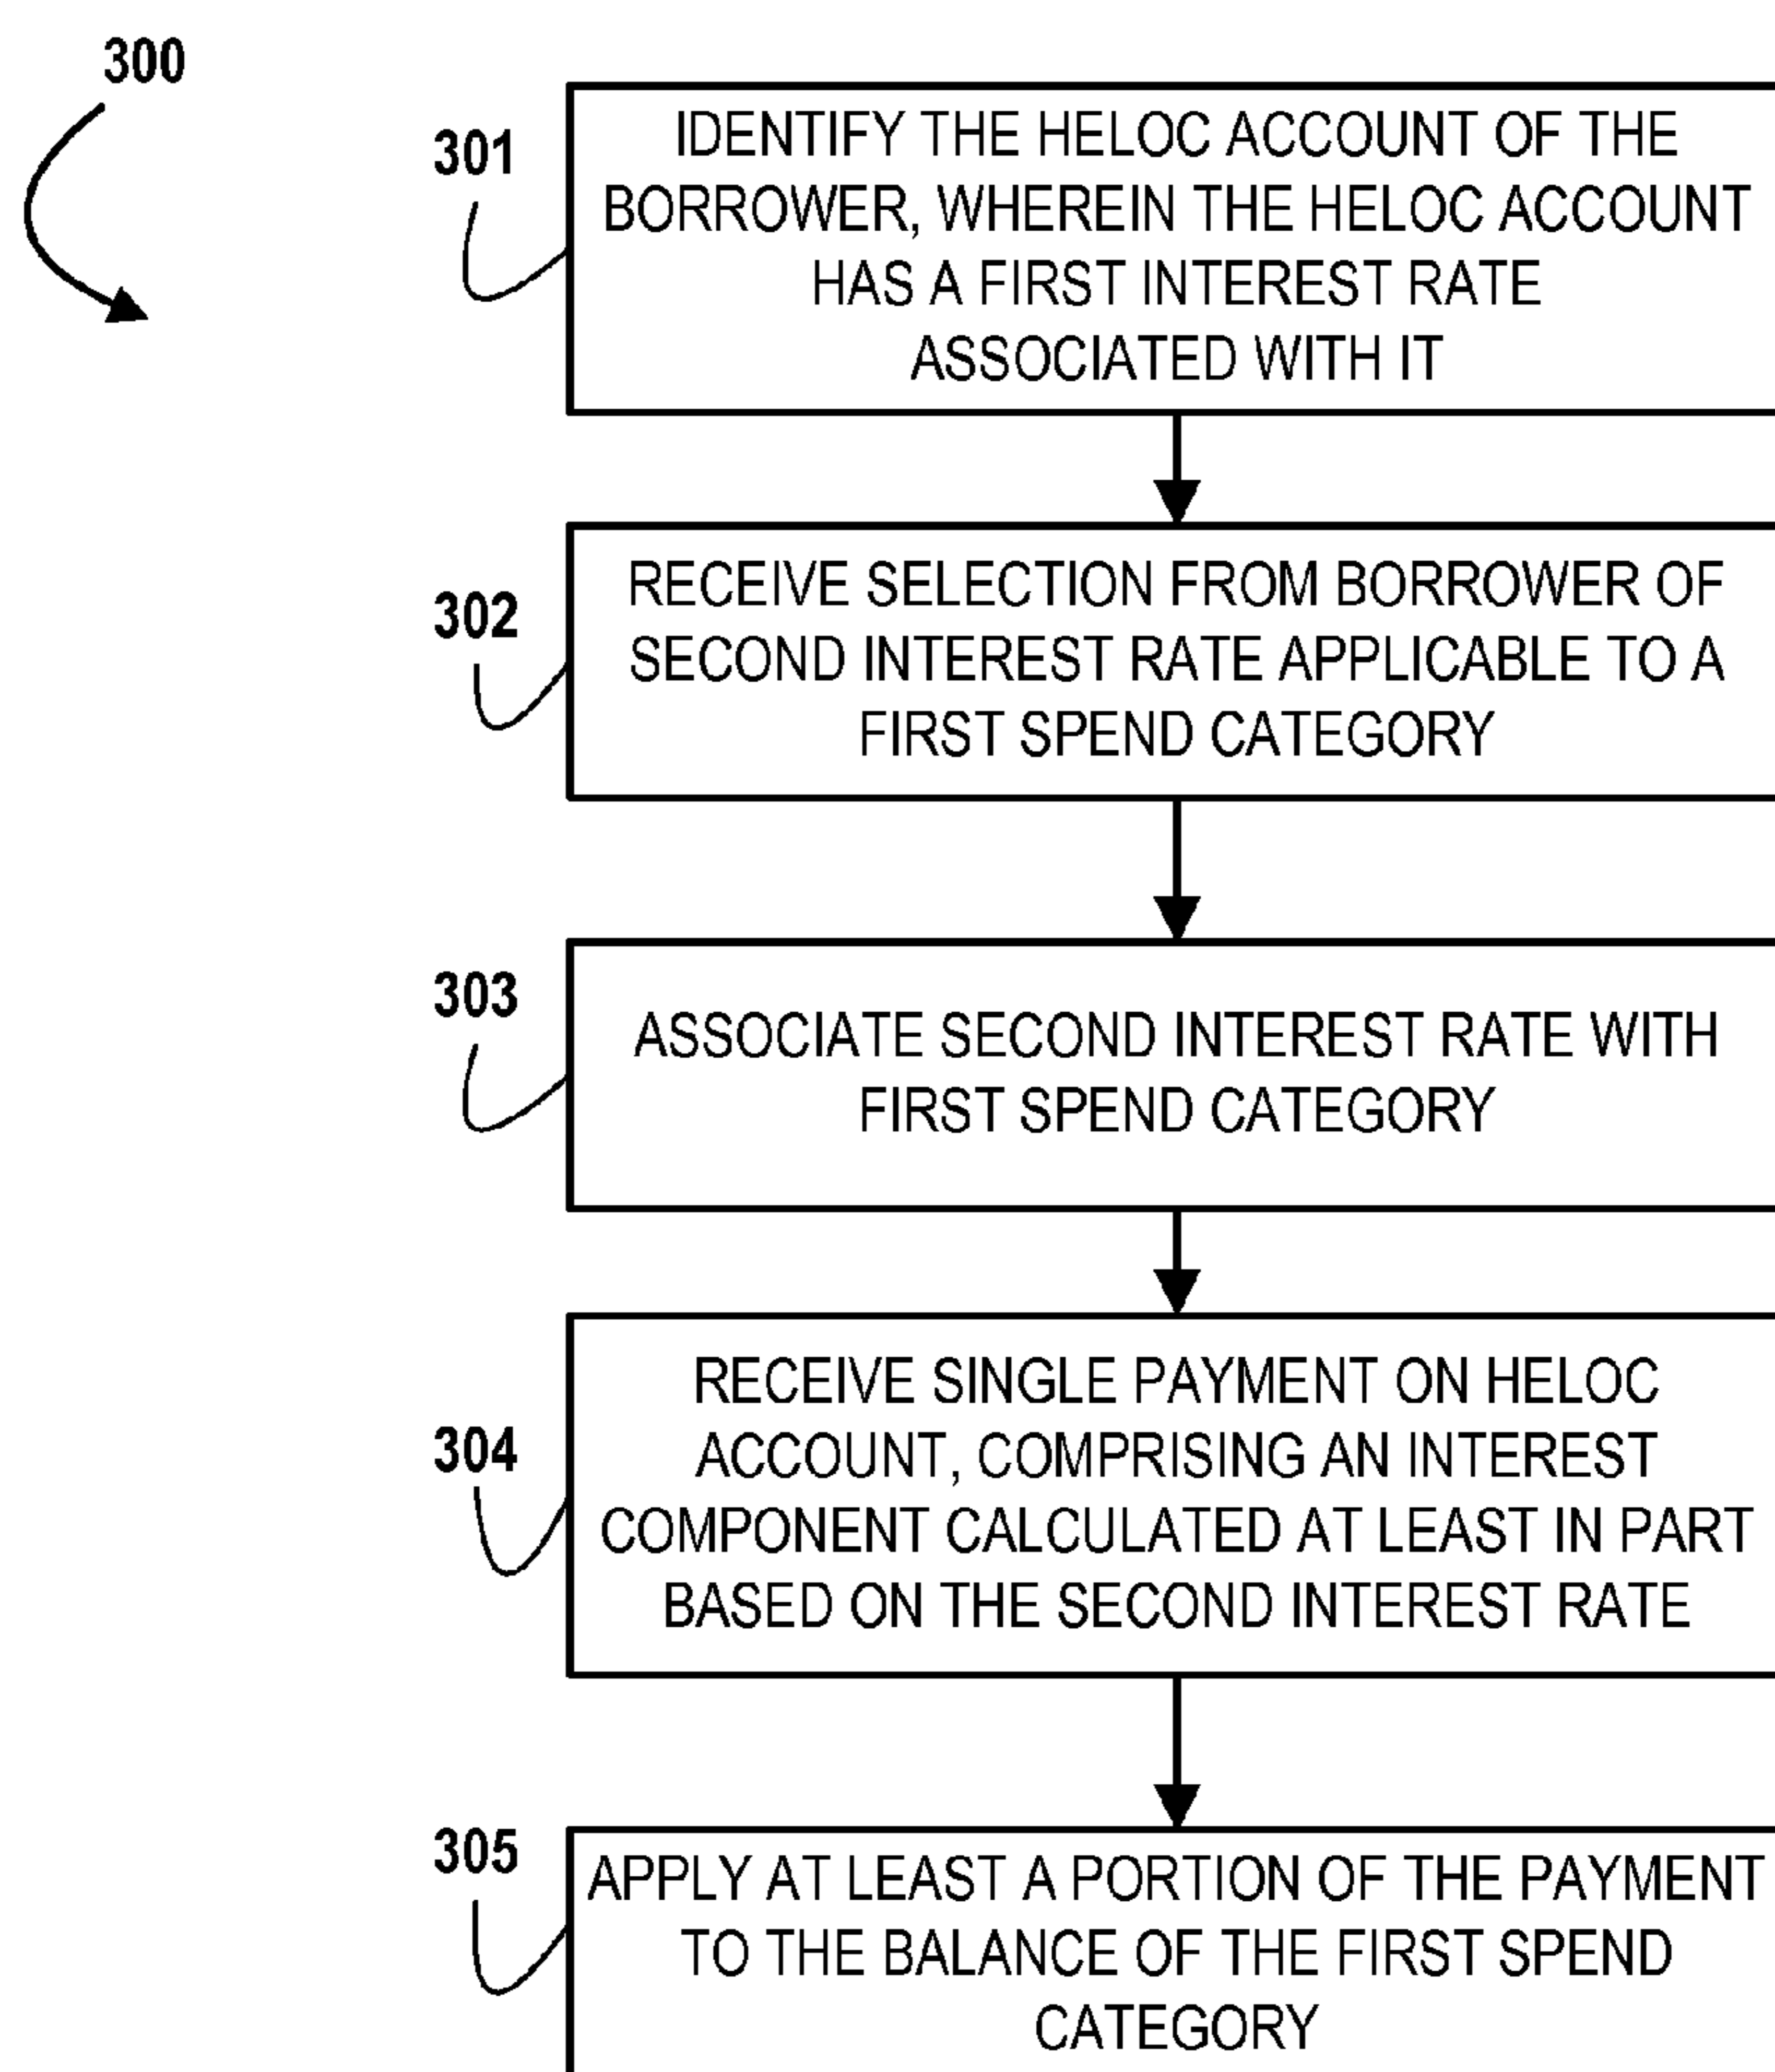 300
301
IDENTIFY THE HELOC ACCOUNT OF THE
BORROWER, WHEREIN THE HELOC ACCOUNT
HAS A FIRST INTEREST RATE
ASSOCIATED WITH IT
302
RECEIVE SELECTION FROM BORROWER OF
SECOND INTEREST RATE APPLICABLE TO A
FIRST SPEND CATEGORY
303
ASSOCIATE SECOND INTEREST RATE WITH
FIRST SPEND CATEGORY
304
RECEIVE SINGLE PAYMENT ON HELOC
ACCOUNT, COMPRISING AN INTEREST
COMPONENT CALCULATED AT LEAST IN PART
BASED ON THE SECOND INTEREST RATE
305
APPLY AT LEAST A PORTION OF THE PAYMENT
TO THE BALANCE OF THE FIRST SPEND
CATEGORY